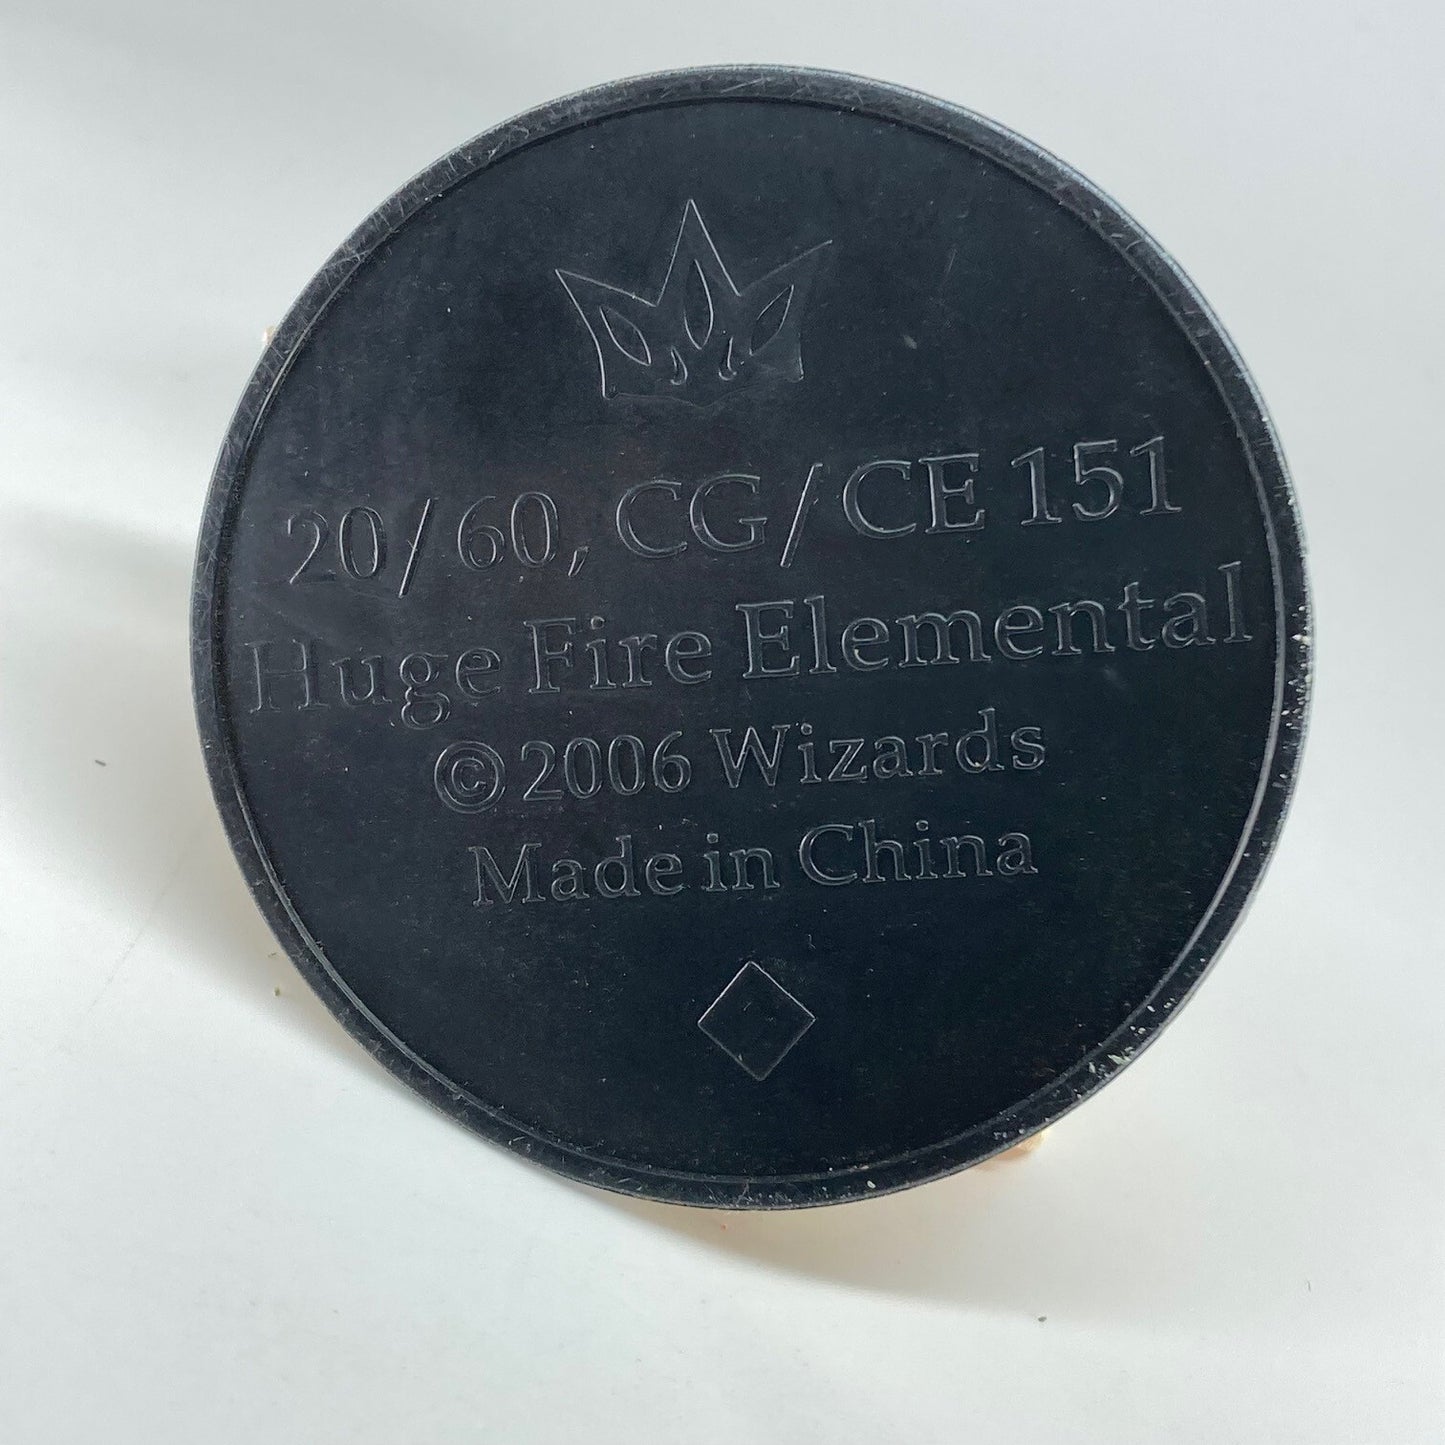 20/60, CG/CE 151
Huge Fire Elemental
©2006 Wizards
Made in China